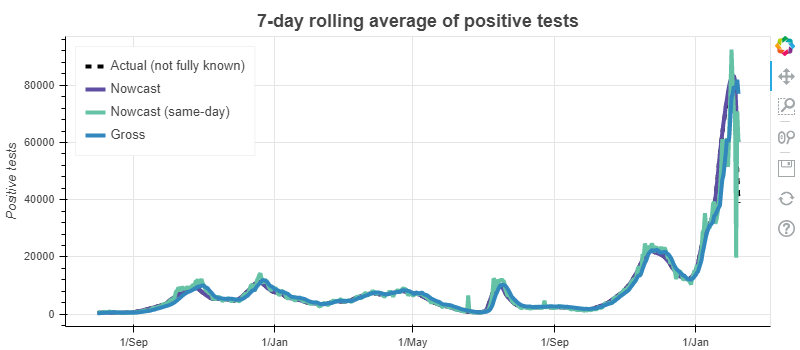 7-day rolling average of positive tests
Actual (not fully known)
Nowcast
Nowcast (same-day)
Gross
Positive tests
80000
60000
40000
20000
0
1/Sep
1/Jan
1/May
1/Sep
1/Jan